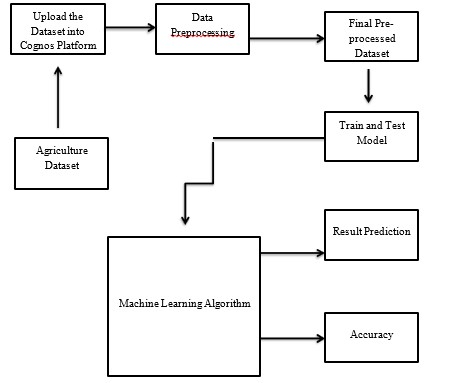 Upload the
Dataset into
Cognos Platform
Data
Preprocessing
Final Pre-
processed
Dataset
Agriculture
Dataset
Train and Test
Model
Machine Learning Algorithm
Result Prediction
Accuracy